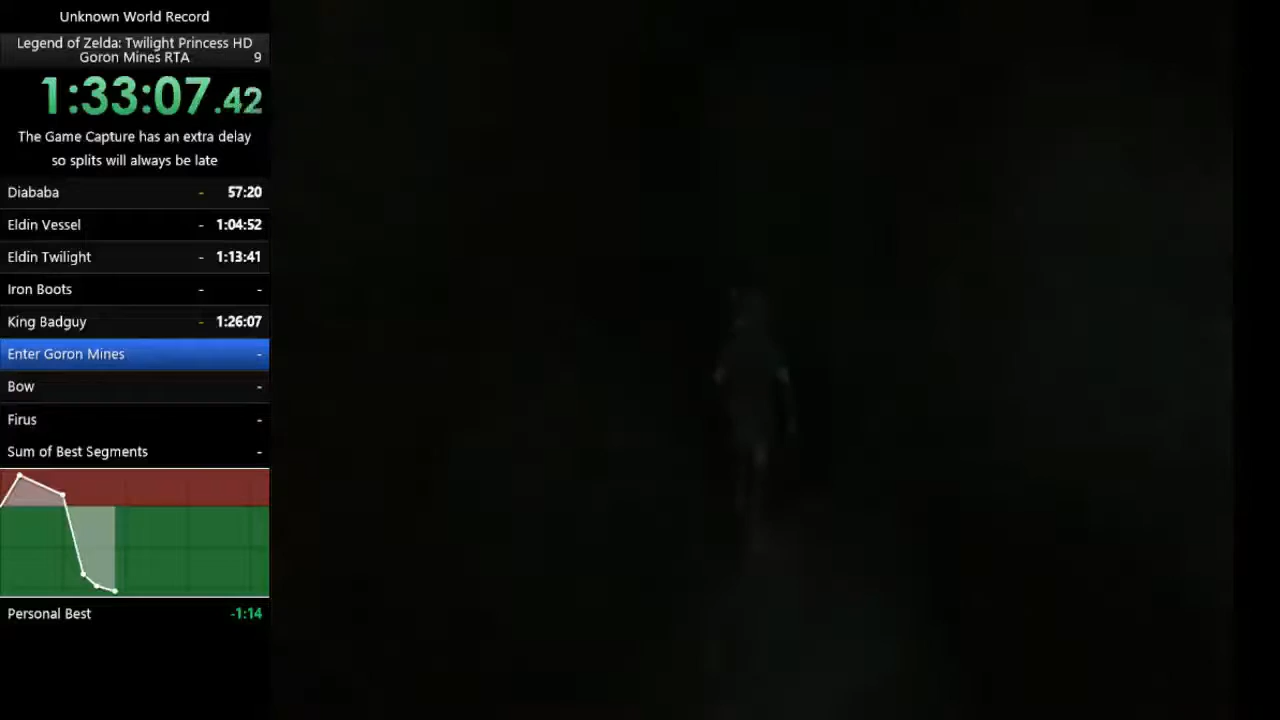 Unknown World Record
Legend of Zelda: Twilight Princess HD
Goron Mines RTA 9
1:33:07.42
The Game Capture has an extra delay
so splits will always be late
Diababa - 57:20
Eldin Vessel - 1:04:52
Eldin Twilight - 1:13:41
Iron Boots - -
King Badguy - 1:26:07
Enter Goron Mines -
Bow -
Firus -
Sum of Best Segments -
Personal Best -1:14